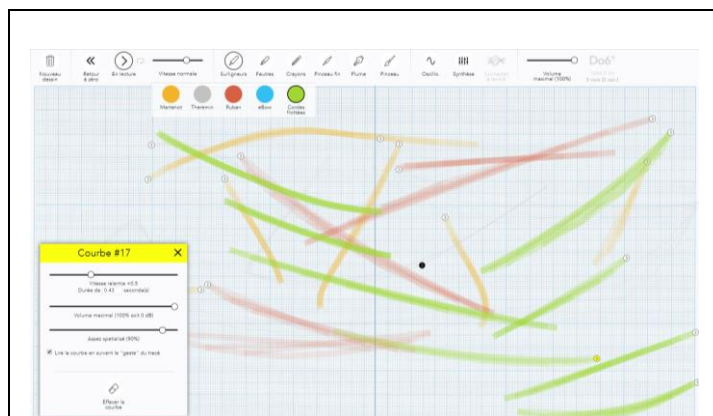 Nouveau
dessin
Retour
à zéro
En lecture
Vitesse normale
Surligneurs
Feutres
Crayons
Pinceau fin
Plume
Pinceau
Oscillo
Synthèse
Volume
maximal (100%)
Do6
Martenot
Theremin
Ruban
eBow
Cordes
frottées
Courbe #17
Vitesse ralentie ×0.8
Durée de 0.43 seconde(s)
Volume maximal (100% soit 0 dB)
Assez spatialisé (90%)
Lire la courbe en suivant le "geste" du tracé
Effacer la
courbe